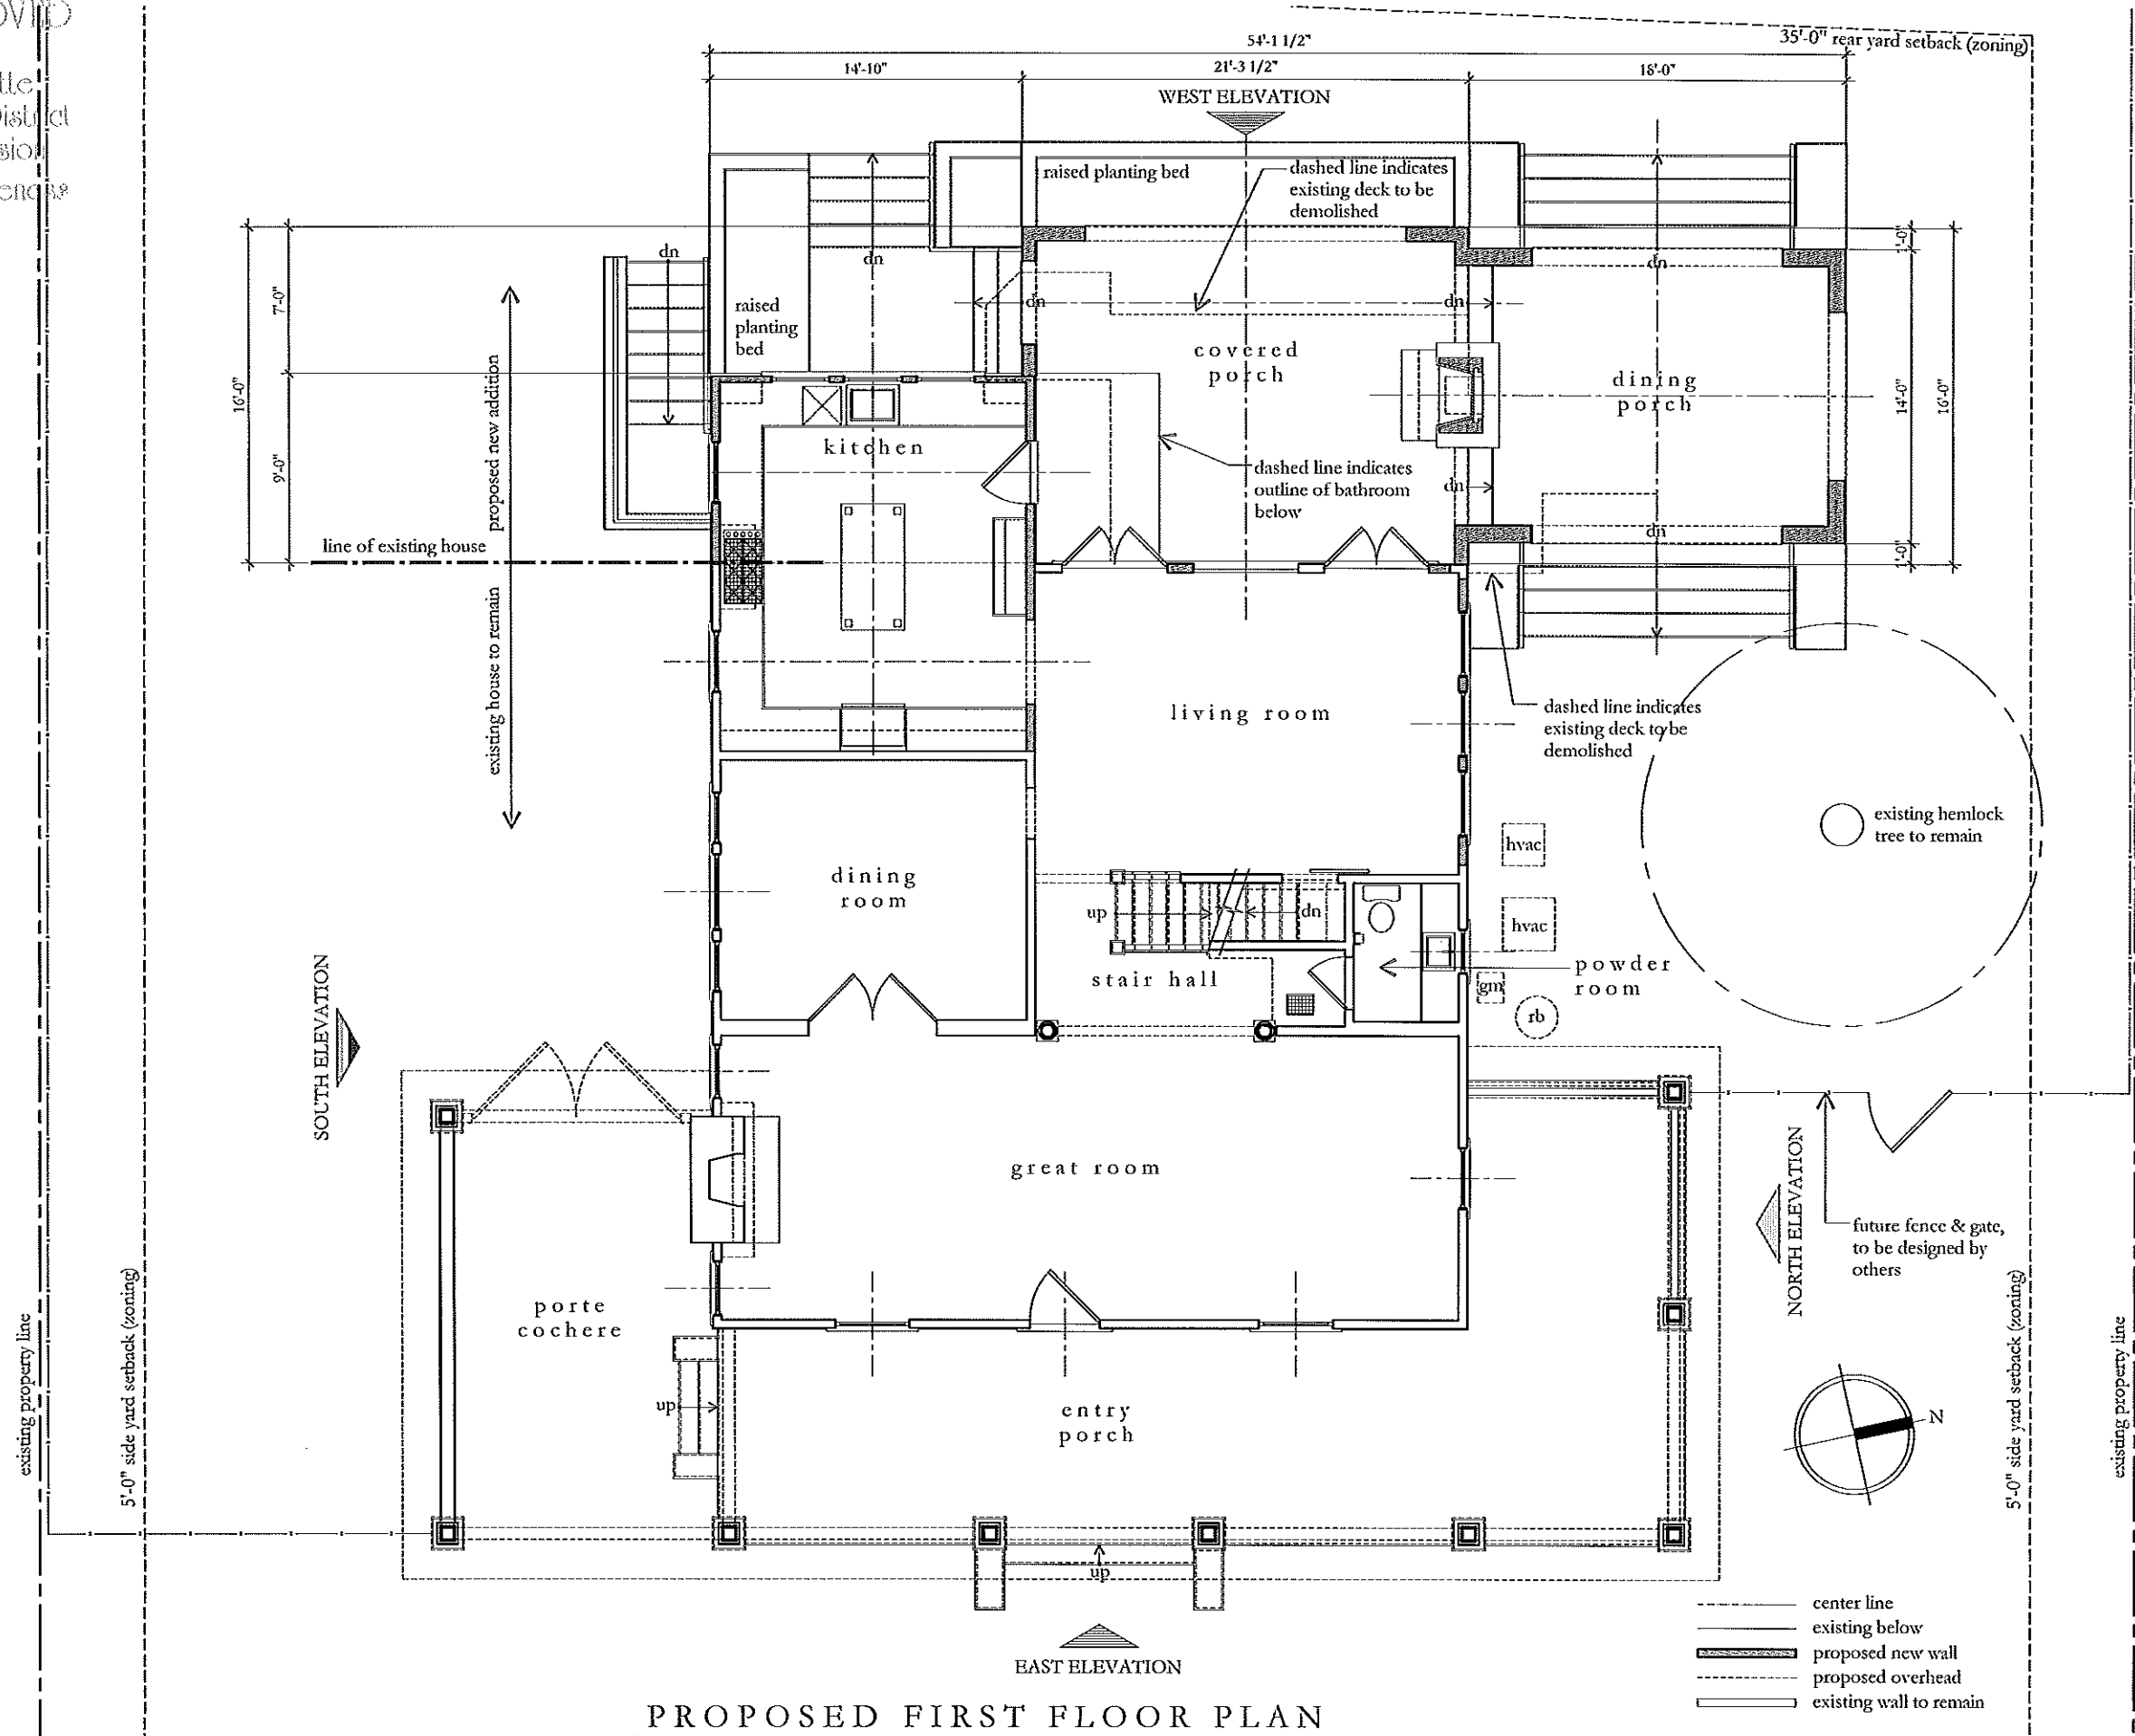 54'-1 1/2"
35'-0" rear yard setback (zoning)
14'-10"
21'-3 1/2"
18'-0"
WEST ELEVATION
raised planting bed
dashed line indicates
existing deck to be
demolished
dn
dn
dn
1'-0"
7'-0"
raised
planting
bed
dn
dn
covered
porch
dining
porch
16'-0"
proposed new addition
14'-0"
16'-0"
kitchen
9'-0"
dashed line indicates
outline of bathroom
below
dn
dn
line of existing house
1'-0"
existing house to remain
living room
dashed line indicates
existing deck to be
demolished
existing hemlock
tree to remain
hvac
dining
room
up
dn
hvac
stair hall
powder
room
gm
rb
SOUTH ELEVATION
great room
NORTH ELEVATION
future fence & gate,
to be designed by
others
porte
cochere
existing property line
5'-0" side yard setback (zoning)
up
entry
porch
N
5'-0" side yard setback (zoning)
existing property line
up
EAST ELEVATION
center line
existing below
proposed new wall
proposed overhead
existing wall to remain
PROPOSED FIRST FLOOR PLAN